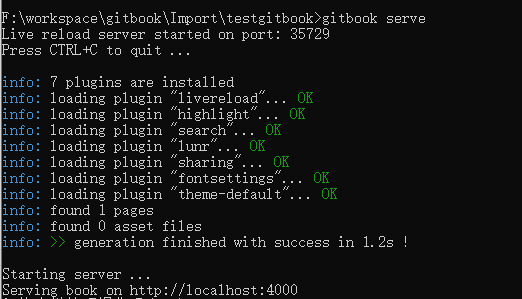 F:\workspace\gitbook\Import\testgitbook>gitbook serve
Live reload server started on port: 35729
Press CTRL+C to quit ...
info: 7 plugins are installed
info: loading plugin "livereload"... OK
info: loading plugin "highlight"... OK
info: loading plugin "search"... OK
info: loading plugin "lunr"... OK
info: loading plugin "sharing"... OK
info: loading plugin "fontsettings"... OK
info: loading plugin "theme-default"... OK
info: found 1 pages
info: found 0 asset files
info: >> generation finished with success in 1.2s !
Starting server ...
Serving book on http://localhost:4000